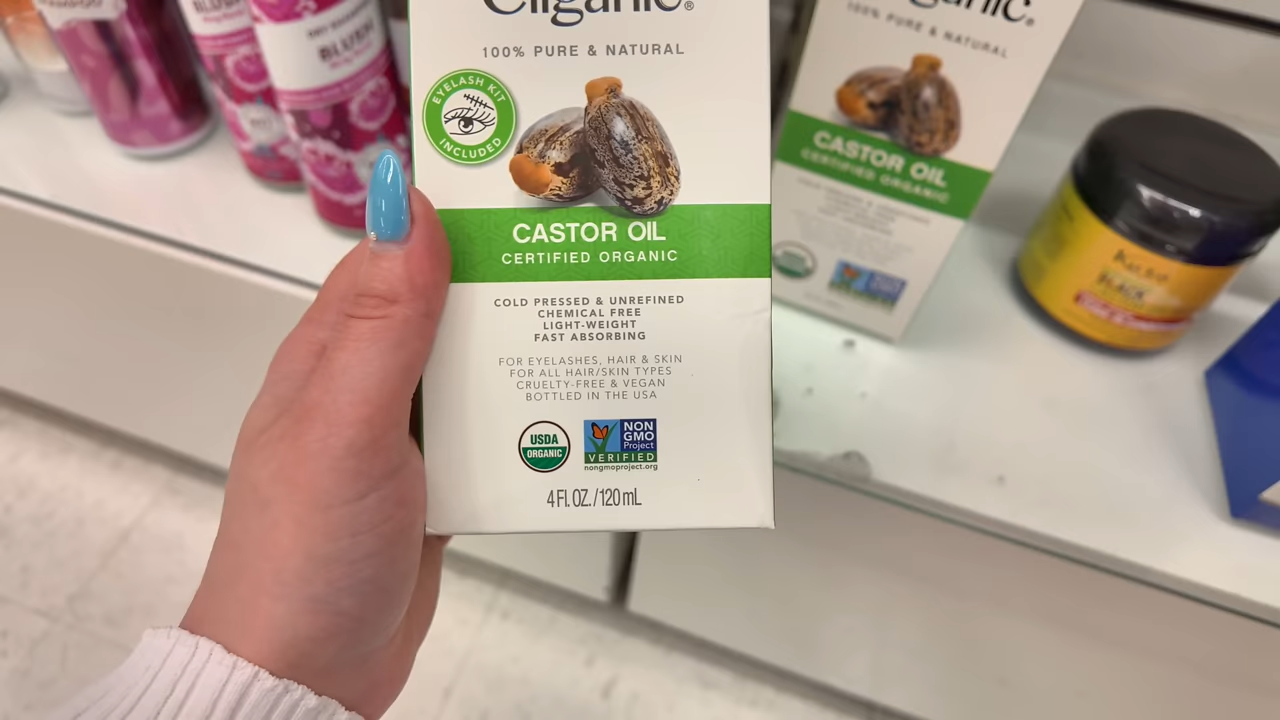 Cliganic®
100% PURE & NATURAL
EYELASH KIT
INCLUDED
CASTOR OIL
CERTIFIED ORGANIC
COLD PRESSED & UNREFINED
CHEMICAL FREE
LIGHT-WEIGHT
FAST ABSORBING
FOR EYELASHES, HAIR & SKIN
FOR ALL HAIR/SKIN TYPES
CRUELTY-FREE & VEGAN
BOTTLED IN THE USA
USDA
ORGANIC
NON
GMO
Project
VERIFIED
nongmoproject.org
4 FL. OZ. / 120 mL
100% PURE & NATURAL
CASTOR OIL
CERTIFIED ORGANIC
BLUSH
BLUSH